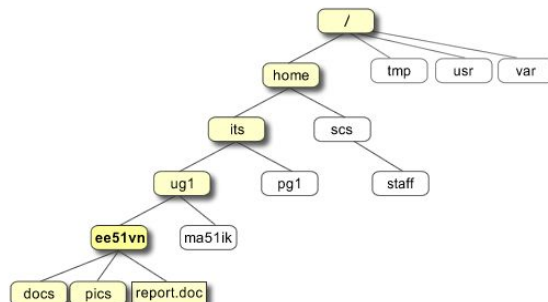 /
home tmp usr var
its scs
ug1 pg1 staff
ee51vn ma51ik
docs pics report.doc